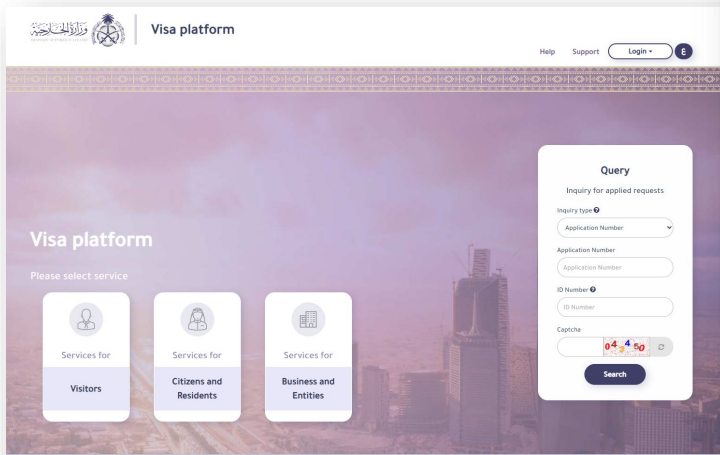 وزارة الخارجية
Visa platform
Help
Support
Login
ع
Visa platform
Please select service
Services for
Visitors
Services for
Citizens and
Residents
Services for
Business and
Entities
Query
Inquiry for applied requests
Inquiry type
Application Number
Application Number
Application Number
ID Number
ID Number
Captcha
Search